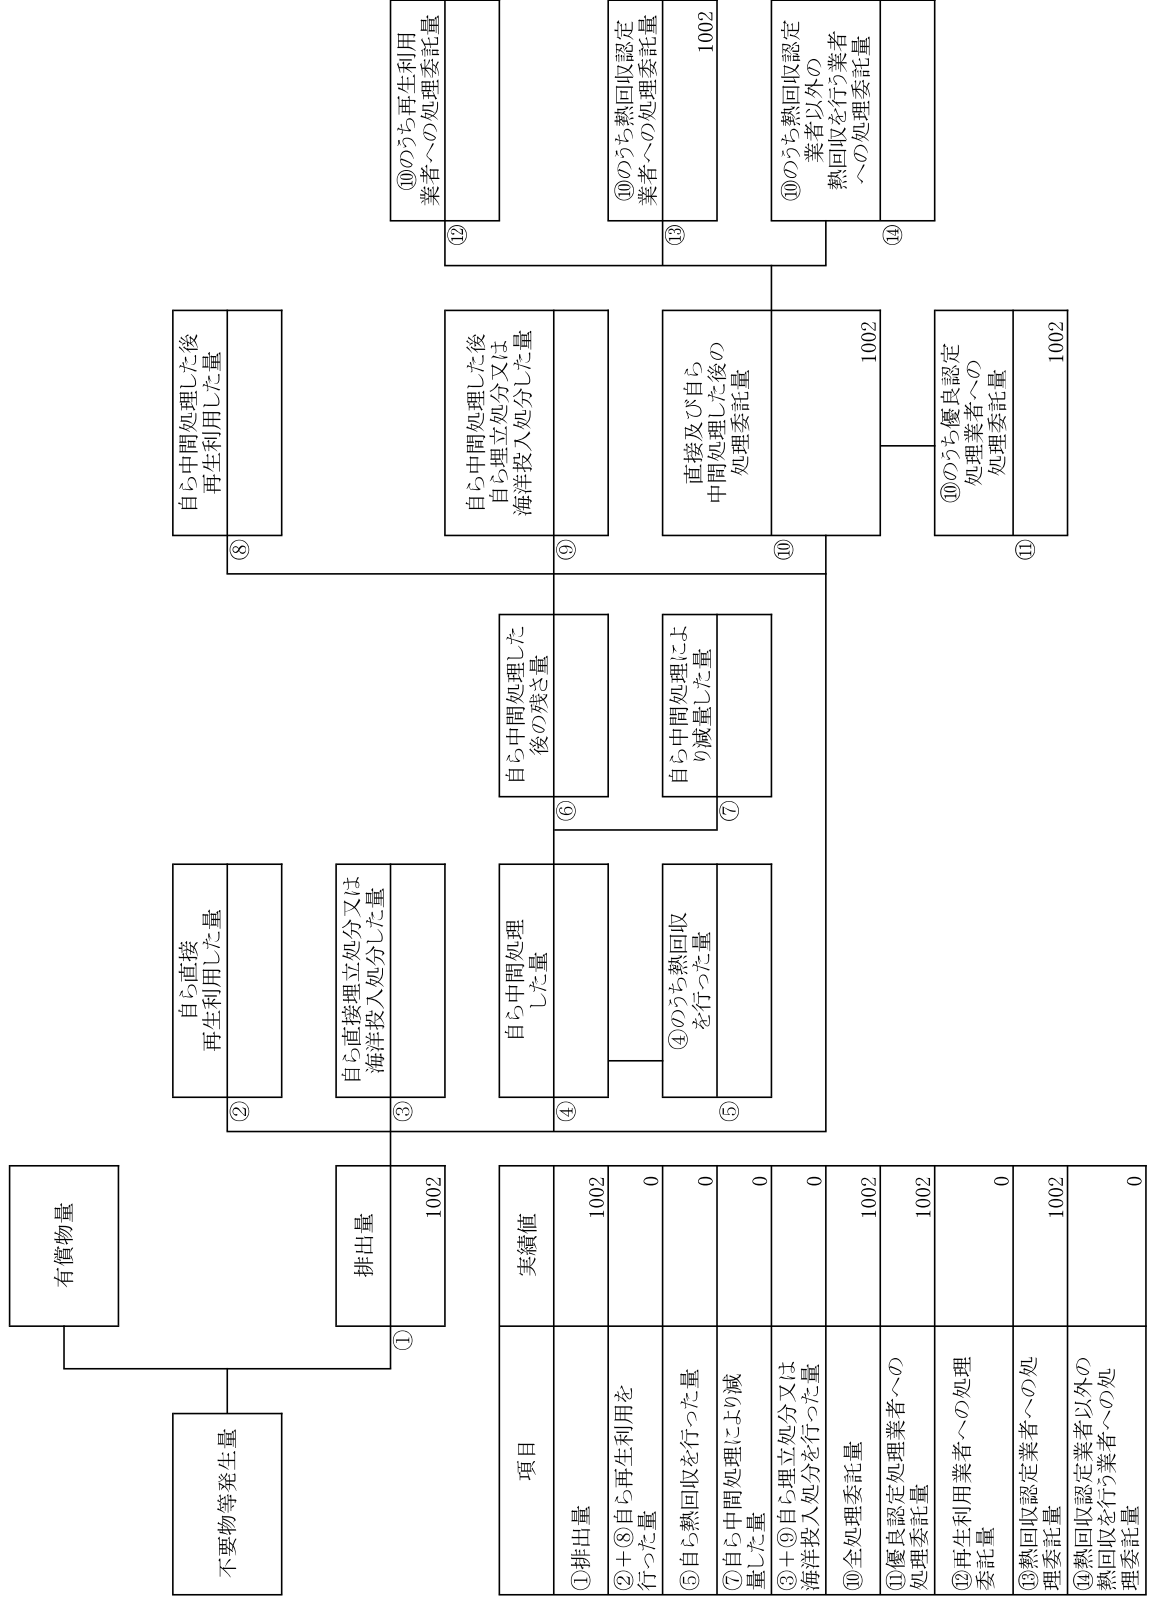 有償物量
不要物等発生量
①
排出量
1002
②
自ら直接
再生利用した量
③
自ら直接埋立処分又は
海洋投入処分した量
④
自ら中間処理
した量
⑤
④のうち熱回収
を行った量
⑥
自ら中間処理した
後の残さ量
⑦
自ら中間処理によ
り減量した量
⑧
自ら中間処理した後
再生利用した量
⑨
自ら中間処理した後
自ら埋立処分又は
海洋投入処分した量
⑩
直接及び自ら
中間処理した後の
処理委託量
1002
⑪
⑩のうち優良認定
処理業者への
処理委託量
1002
⑫
⑩のうち再生利用
業者への処理委託量
⑬
⑩のうち熱回収認定
業者への処理委託量
1002
⑭
⑩のうち熱回収認定
業者以外の
熱回収を行う業者
への処理委託量
項目 実績値
①排出量 1002
②+⑧自ら再生利用を
行った量 0
⑤自ら熱回収を行った量 0
⑦自ら中間処理により減
量した量 0
③+⑨自ら埋立処分又は
海洋投入処分を行った量 0
⑩全処理委託量 1002
⑪優良認定処理業者への
処理委託量 1002
⑫再生利用業者への処理
委託量 0
⑬熱回収認定業者への処
理委託量 1002
⑭熱回収認定業者以外の
熱回収を行う業者への処
理委託量 0